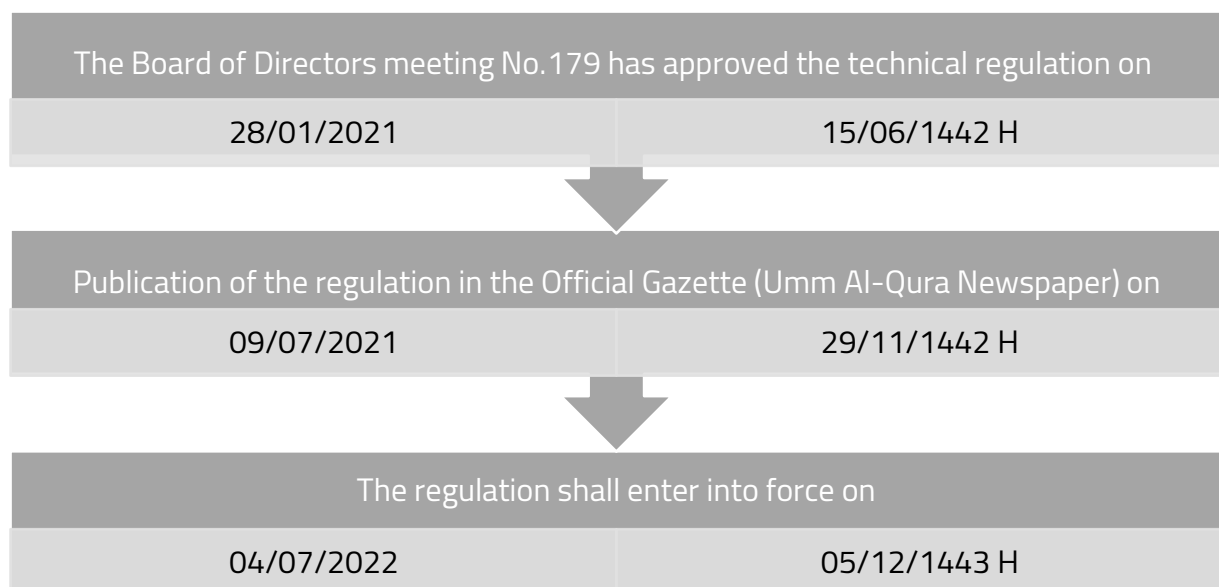 The Board of Directors meeting No.179 has approved the technical regulation on
28/01/2021 15/06/1442 H
Publication of the regulation in the Official Gazette (Umm Al-Qura Newspaper) on
09/07/2021 29/11/1442 H
The regulation shall enter into force on
04/07/2022 05/12/1443 H